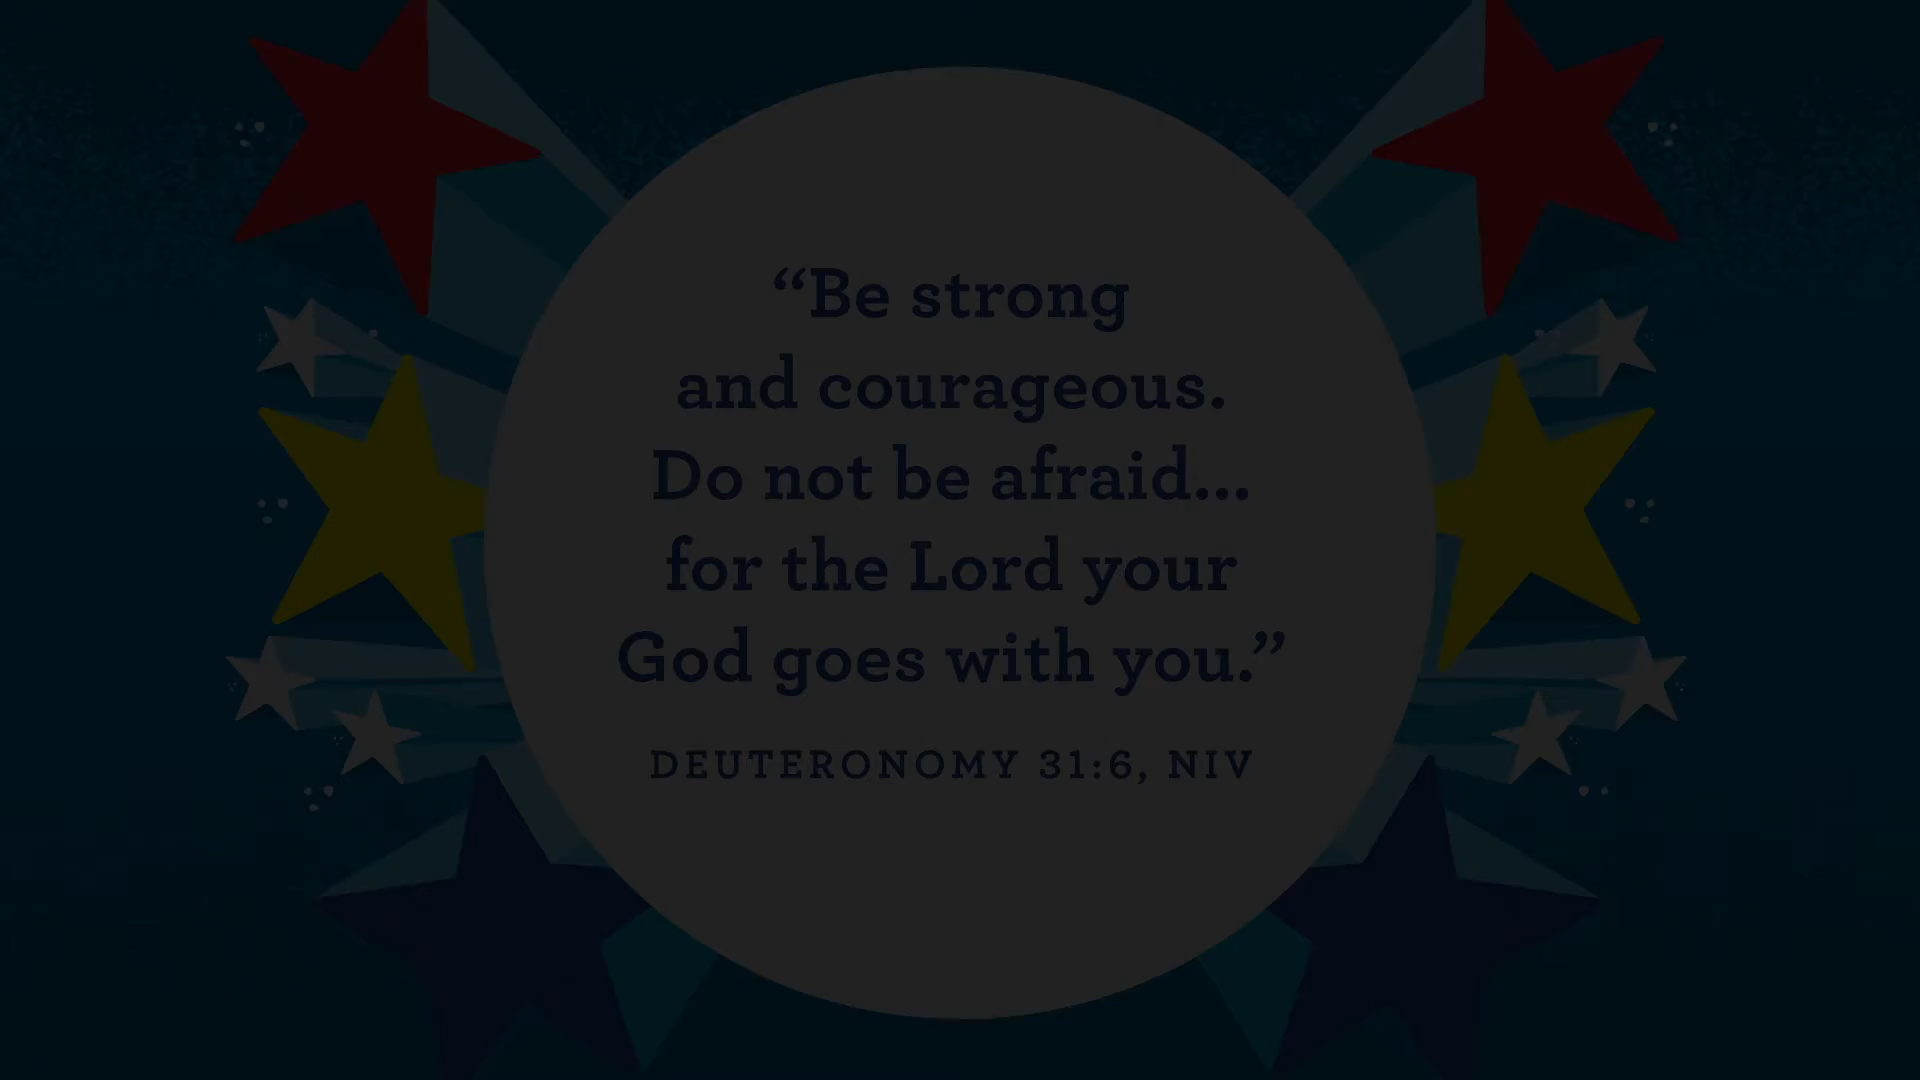 “Be strong
and courageous.
Do not be afraid...
for the Lord your
God goes with you.”
DEUTERONOMY 31:6, NIV